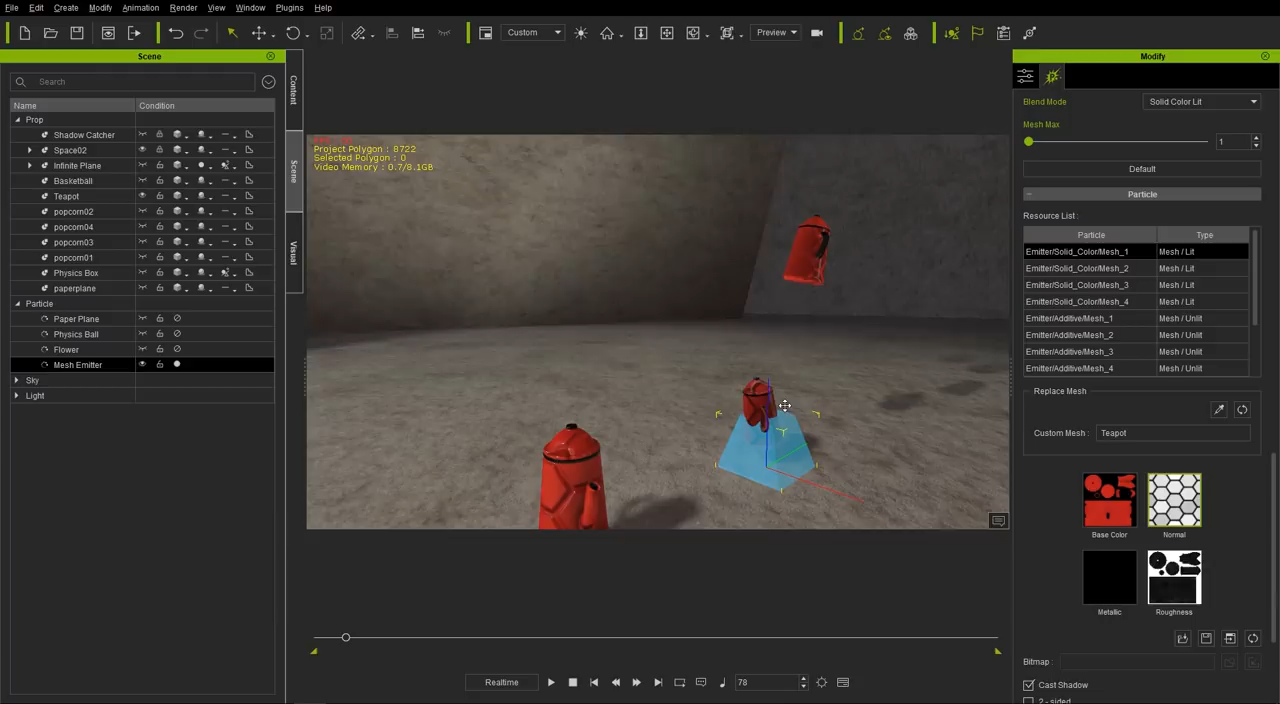 File Edit Create Modify Animation Render View Window Plugins Help
Custom
Preview
Scene
Modify
Search
Name Condition
Prop
Shadow Catcher
Space02
Infinite Plane
Basketball
Teapot
popcorn02
popcorn04
popcorn03
popcorn01
Physics Box
paperplane
Particle
Paper Plane
Physics Ball
Flower
Mesh Emitter
Sky
Light
Content
Scene
Visual
Project Polygon : 8722
Selected Polygon : 0
Video Memory : 0.7/8.1GB
Realtime
78
Blend Mode Solid Color Lit
Mesh Max
1
Default
Particle
Resource List :
Particle Type
Emitter/Solid_Color/Mesh_1 Mesh / Lit
Emitter/Solid_Color/Mesh_2 Mesh / Lit
Emitter/Solid_Color/Mesh_3 Mesh / Lit
Emitter/Solid_Color/Mesh_4 Mesh / Lit
Emitter/Additive/Mesh_1 Mesh / Unlit
Emitter/Additive/Mesh_2 Mesh / Unlit
Emitter/Additive/Mesh_3 Mesh / Unlit
Emitter/Additive/Mesh_4 Mesh / Unlit
Replace Mesh
Custom Mesh : Teapot
Base Color Normal
Metallic Roughness
Bitmap :
Cast Shadow
2 - sided